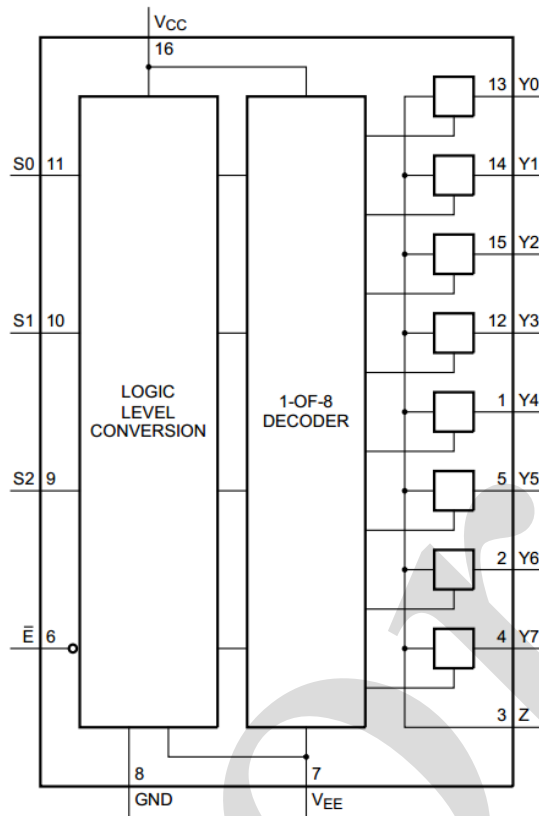 VCC
16
13 Y0
S0 11
14 Y1
15 Y2
S1 10
12 Y3
LOGIC
LEVEL
CONVERSION
1-OF-8
DECODER
1 Y4
S2 9
5 Y5
2 Y6
E̅ 6
4 Y7
3 Z
8
GND
7
VEE